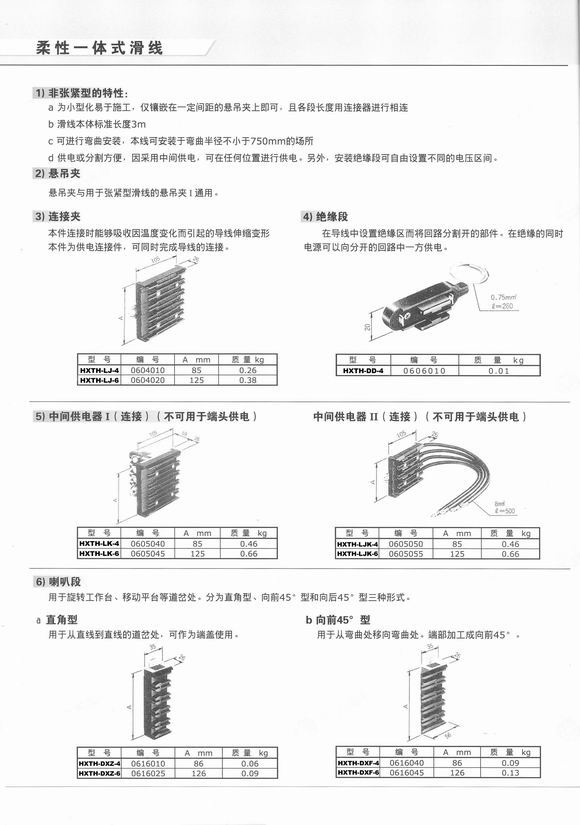 柔性一体式滑线
1) 非张紧型的特性:
a 为小型化易于施工，仅镶嵌在一定间距的悬吊夹上即可，且各段长度用连接器进行相连
b 滑线本体标准长度3m
c 可进行弯曲安装，本线可安装于弯曲半径不小于750mm的场所
d 供电或分割方便，因采用中间供电，可在任何位置进行供电。另外，安装绝缘段可自由设置不同的电压区间。
2) 悬吊夹
悬吊夹与用于张紧型滑线的悬吊夹 I 通用。
3) 连接夹
本件连接时能够吸收因温度变化而引起的导线伸缩变形
本件为供电连接件，可同时完成导线的连接。
105
26
A
型 号 编 号 A mm 质 量 kg
HXTH-LJ-4 0604010 85 0.26
HXTH-LJ-6 0604020 125 0.38
4) 绝缘段
在导线中设置绝缘区而将回路分割开的部件。在绝缘的同时
电源可以向分开的回路中一方供电。
0.75m㎡
ℓ=280
20
型 号 编 号 质 量 kg
HXTH-DD-4 0606010 0.01
5) 中间供电器 I（连接）（不可用于端头供电）
105
26
A
型 号 编 号 A mm 质 量 kg
HXTH-LK-4 0605040 85 0.46
HXTH-LK-6 0605045 125 0.66
中间供电器 II（连接）（不可用于端头供电）
105
26
A
8㎡
ℓ=500
型 号 编 号 A mm 质 量 kg
HXTH-LJK-4 0605050 85 0.46
HXTH-LJK-6 0605055 125 0.66
6) 喇叭段
用于旋转工作台、移动平台等道岔处。分为直角型、向前45° 型和向后45° 型三种形式。
a 直角型
用于从直线到直线的道岔处，可作为端盖使用。
35
26
A
型 号 编 号 A mm 质 量 kg
HXTH-DXZ-4 0616010 86 0.06
HXTH-DXZ-6 0616025 126 0.09
b 向前45° 型
用于从弯曲处移向弯曲处。端部加工成向前45°。
35
A
56
型 号 编 号 A mm 质 量 kg
HXTH-DXF-4 0616040 86 0.09
HXTH-DXF-6 0616045 126 0.13